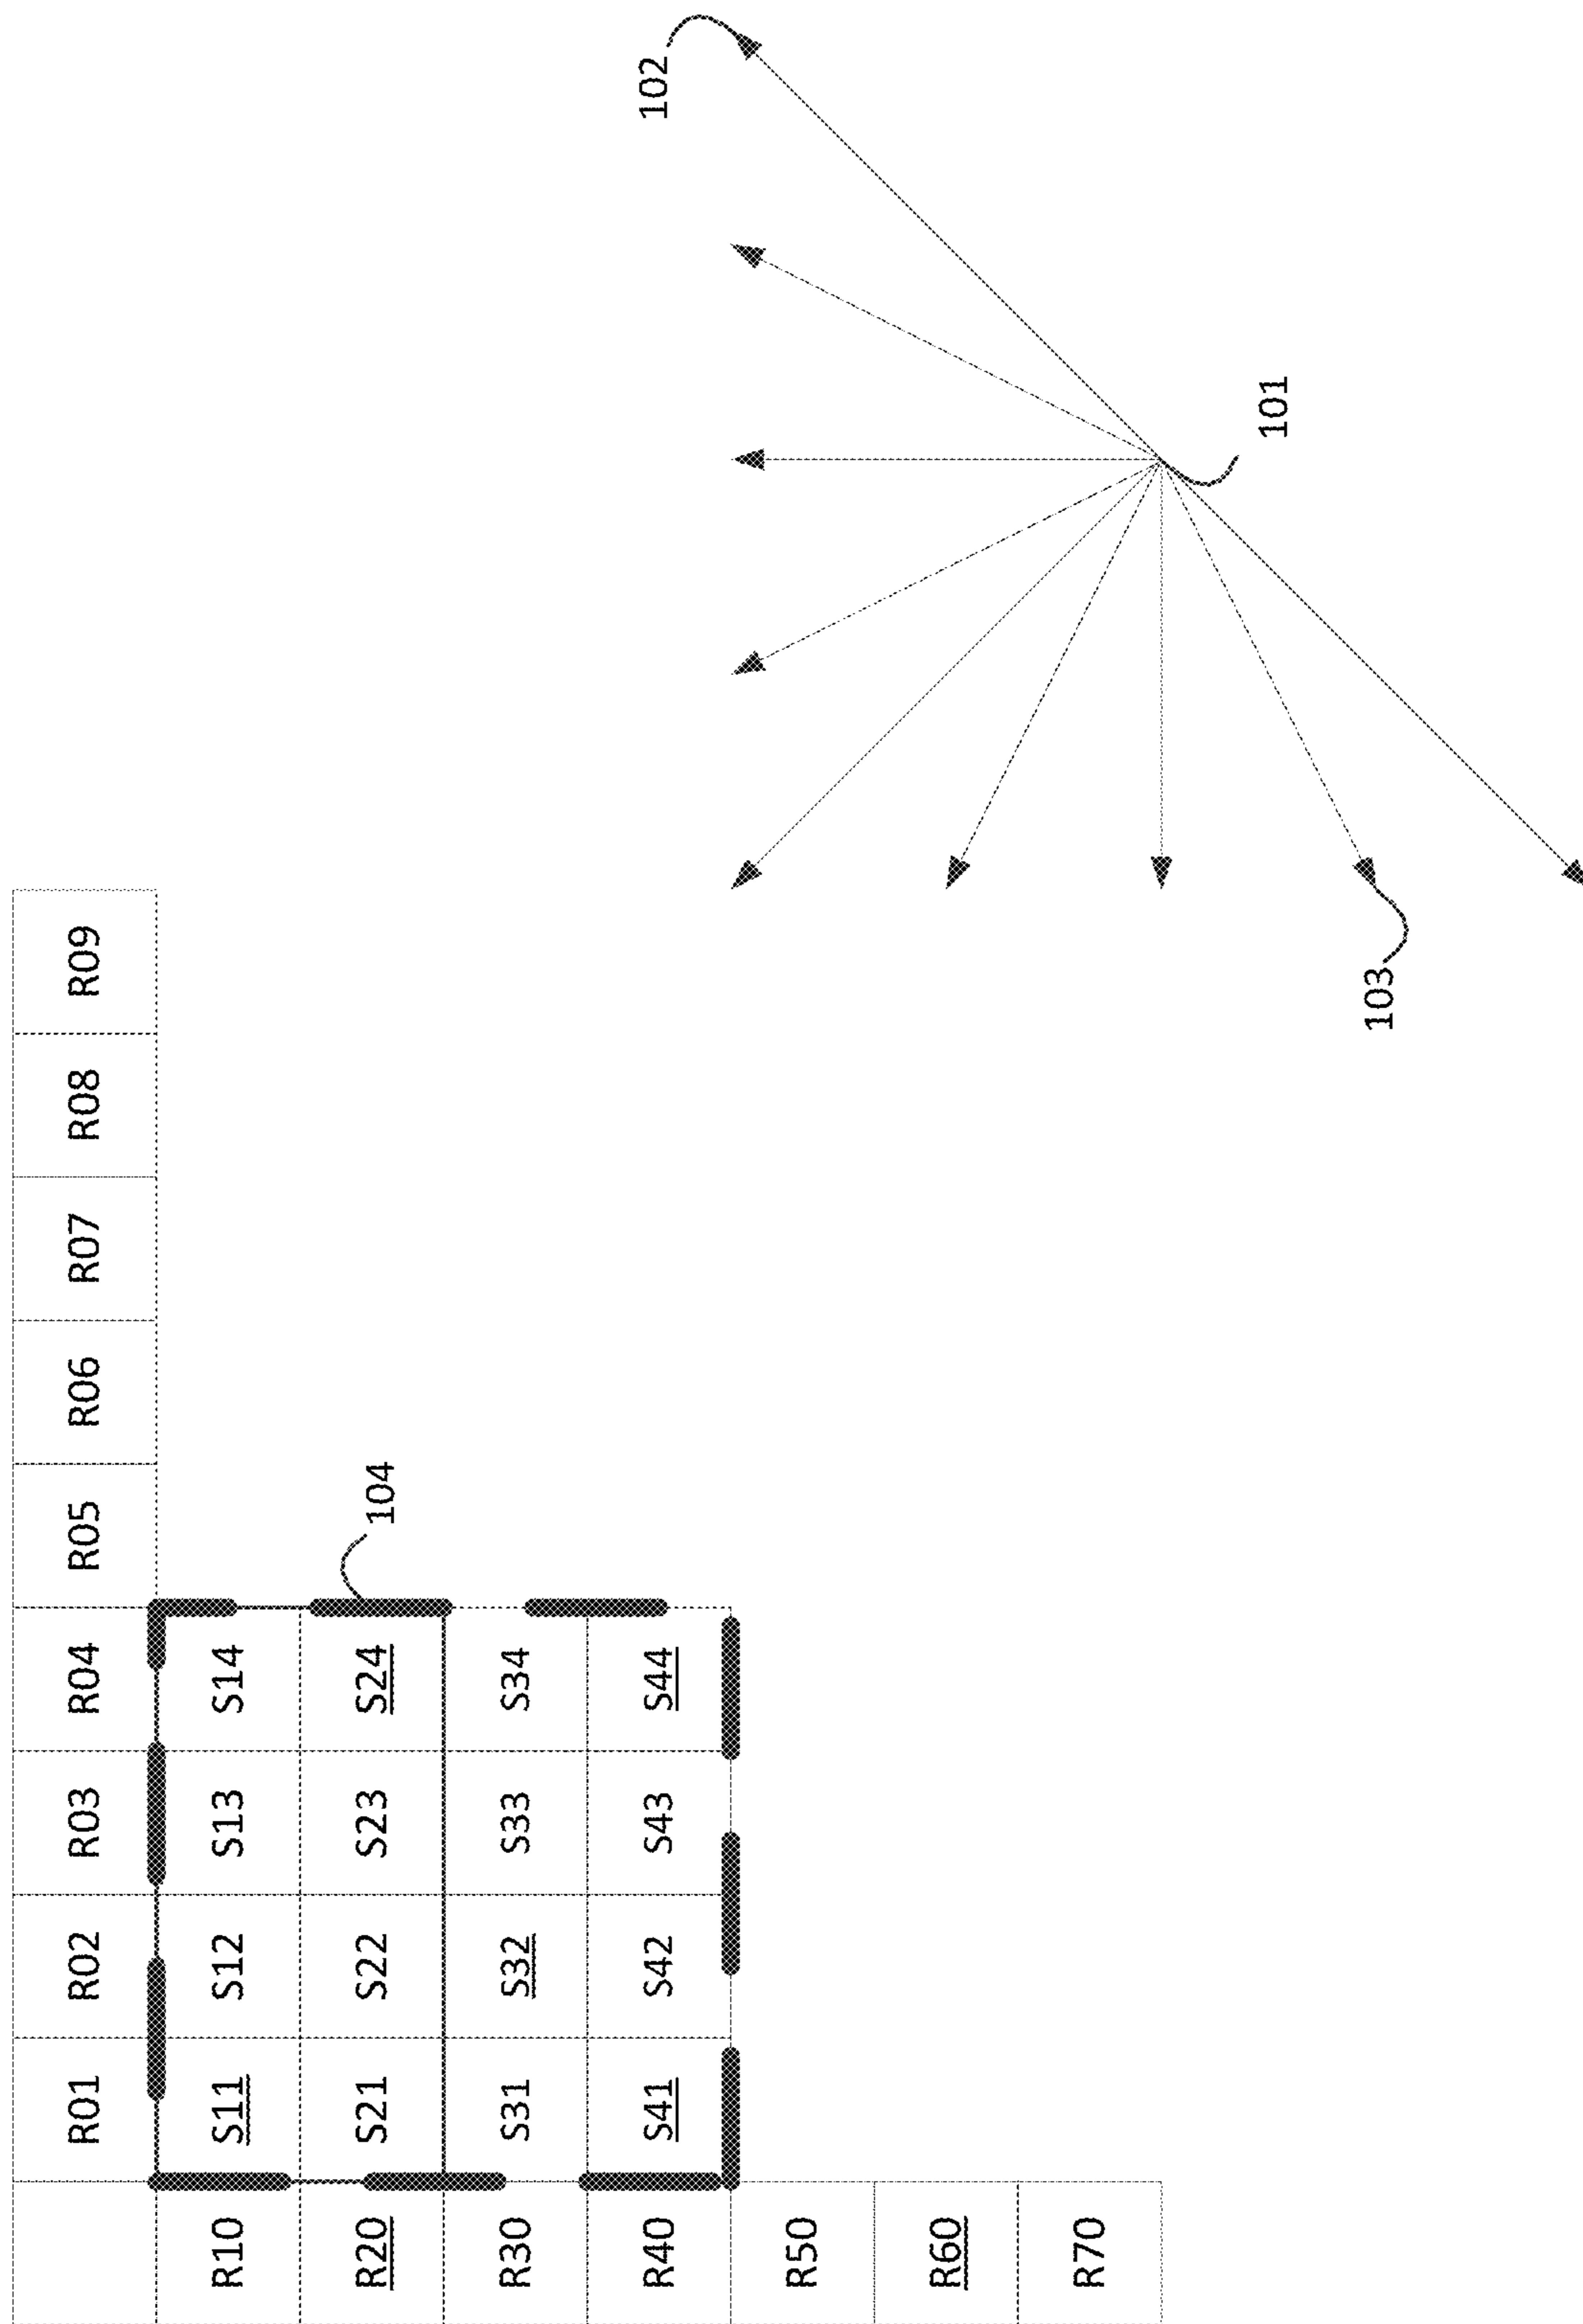 R01 R02 R03 R04 R05 R06 R07 R08 R09
R10 S11 S12 S13 S14
R20 S21 S22 S23 S24 104
R30 S31 S32 S33 S34
R40 S41 S42 S43 S44
R50
R60
R70
102
101
103